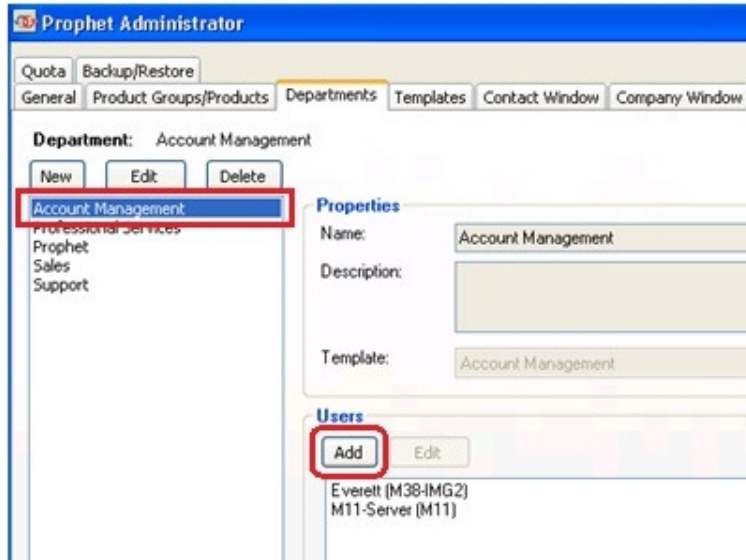 Prophet Administrator
Quota Backup/Restore
General Product Groups/Products Departments Templates Contact Window Company Window
Department: Account Management
New Edit Delete
Account Management
Professional Services
Prophet
Sales
Support
Properties
Name: Account Management
Description:
Template: Account Management
Users
Add Edit
Everett (M38-IMG2)
M11-Server (M11)